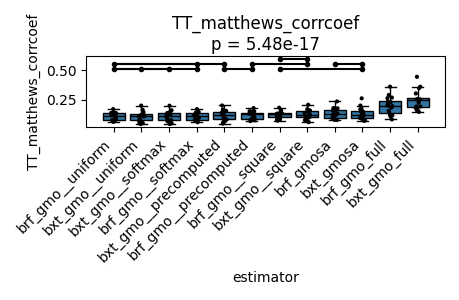 TT_matthews_corrcoef
p = 5.48e-17
TT_matthews_corrcoef
0.50
0.25
brf_gmo__uniform
bxt_gmo__uniform
bxt_gmo__softmax
brf_gmo__softmax
bxt_gmo__precomputed
brf_gmo__precomputed
brf_gmo__square
bxt_gmo__square
brf_gmosa
bxt_gmosa
brf_gmo_full
bxt_gmo_full
estimator